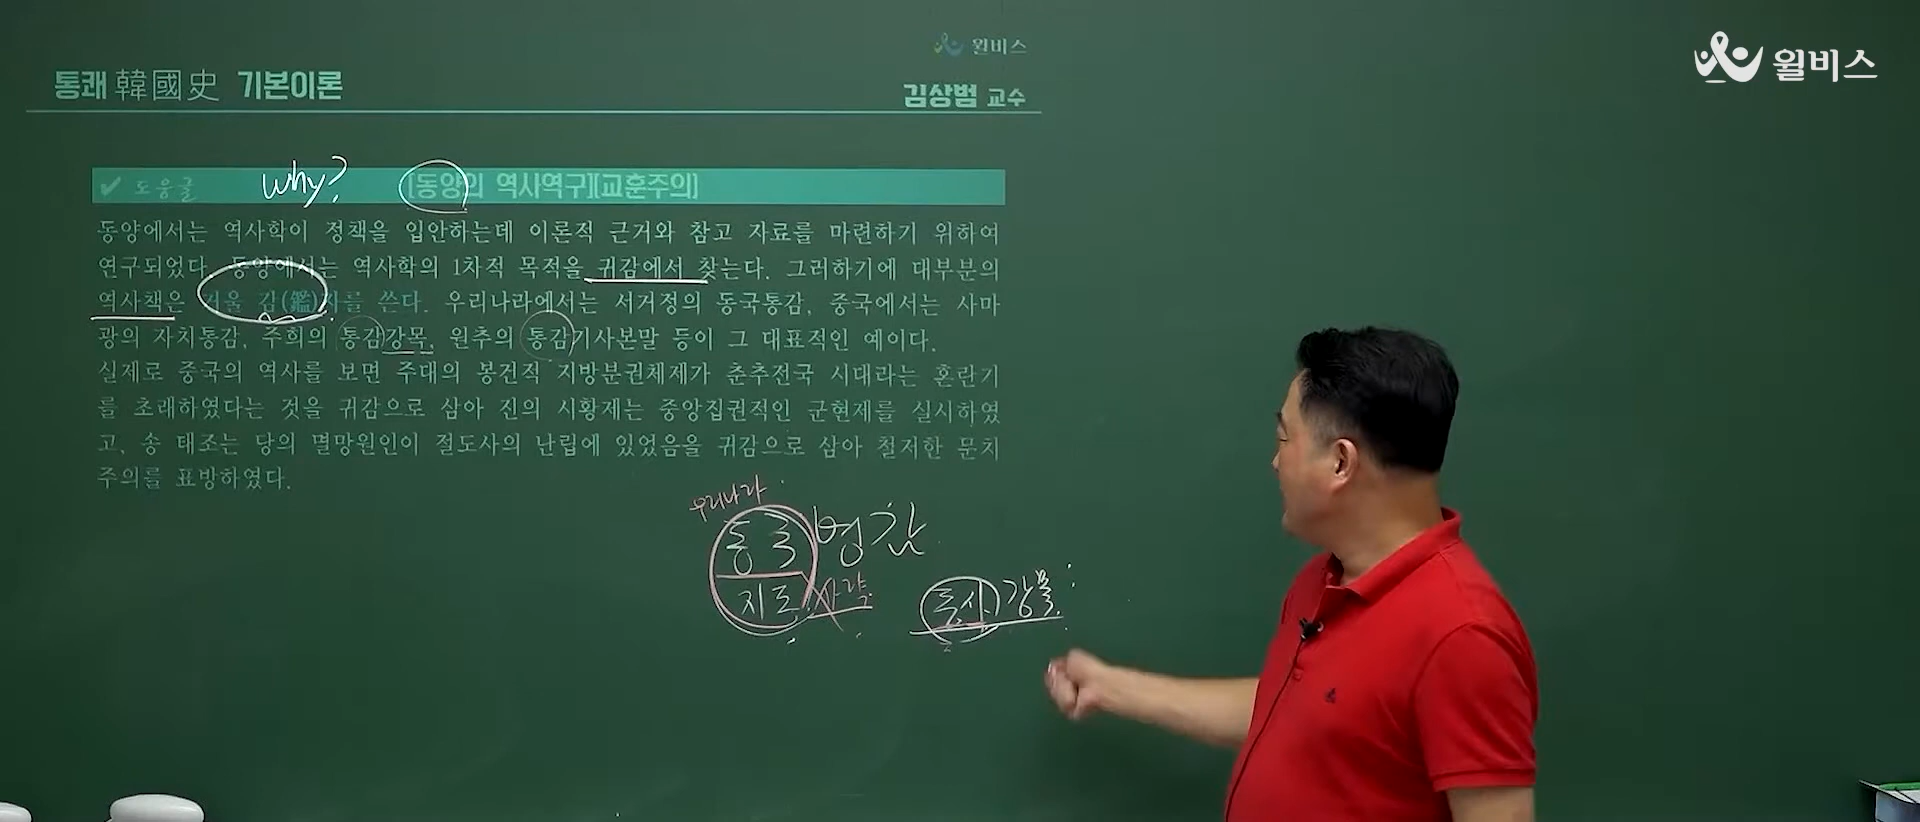 윌비스
윌비스
통쾌 韓國史 기본이론
김상범 교수
✔ 도움글 why? [동양의 역사연구][교훈주의]
동양에서는 역사학이 정책을 입안하는데 이론적 근거와 참고 자료를 마련하기 위하여
연구되었다. 동양에서는 역사학의 1차적 목적을 귀감에서 찾는다. 그러하기에 대부분의
역사책은 거울 감(鑑)자를 쓴다. 우리나라에서는 서거정의 동국통감, 중국에서는 사마
광의 자치통감, 주희의 통감강목, 원추의 통감기사본말 등이 그 대표적인 예이다.
실제로 중국의 역사를 보면 주대의 봉건적 지방분권체제가 춘추전국 시대라는 혼란기
를 초래하였다는 것을 귀감으로 삼아 진의 시황제는 중앙집권적인 군현제를 실시하였
고, 송 태조는 당의 멸망원인이 절도사의 난립에 있었음을 귀감으로 삼아 철저한 문치
주의를 표방하였다.
우리나라
동국
지도 사략
동사강목